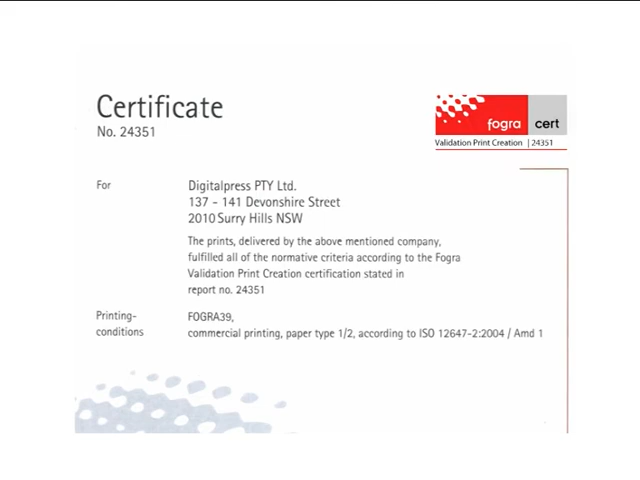 Certificate
No. 24351
fogra cert
Validation Print Creation | 24351
For
Digitalpress PTY Ltd.
137 - 141 Devonshire Street
2010 Surry Hills NSW
The prints, delivered by the above mentioned company,
fulfilled all of the normative criteria according to the Fogra
Validation Print Creation certification stated in
report no. 24351
Printing-
conditions
FOGRA39,
commercial printing, paper type 1/2, according to ISO 12647-2:2004 / Amd 1